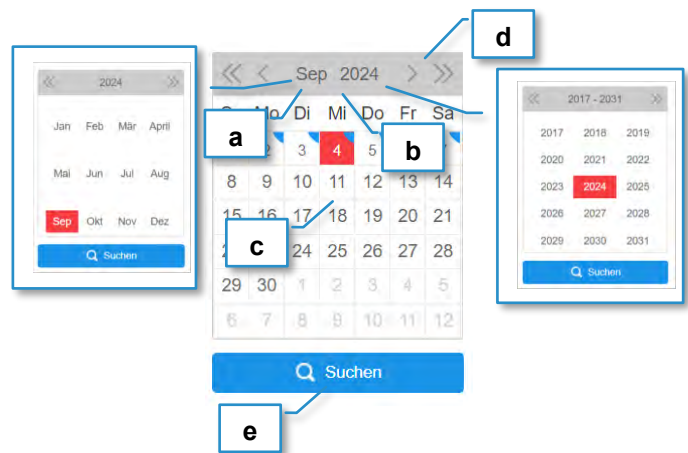 d
« < Sep 2024 > »
« 2024 »
Jan Feb Mär April
Mai Jun Jul Aug
Sep Okt Nov Dez
Suchen
a
b
c
Mo Di Mi Do Fr Sa
2 3 4 5
8 9 10 11 12 13 14
15 16 17 18 19 20 21
24 25 26 27 28
29 30 1 2 3 4 5
6 7 8 9 10 11 12
Suchen
e
« 2017 - 2031 »
2017 2018 2019
2020 2021 2022
2023 2024 2025
2026 2027 2028
2029 2030 2031
Suchen